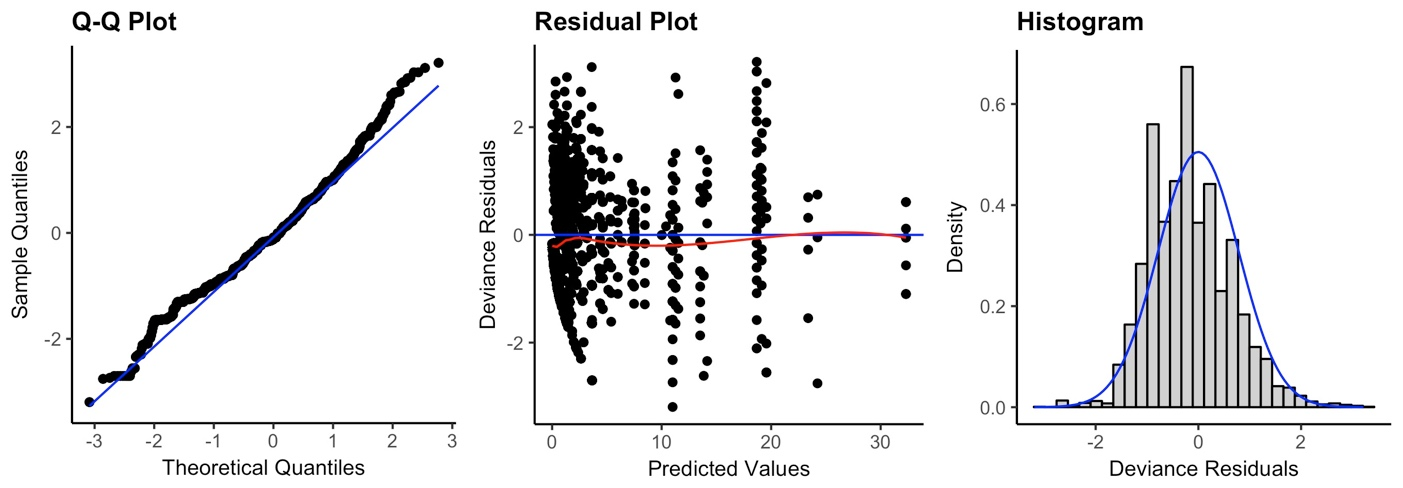 Q-Q Plot
Sample Quantiles
2
0
-2
-3
-2
-1
0
1
2
3
Theoretical Quantiles
Residual Plot
Deviance Residuals
2
0
-2
0
10
20
30
Predicted Values
Histogram
Density
0.6
0.4
0.2
0.0
-2
0
2
Deviance Residuals